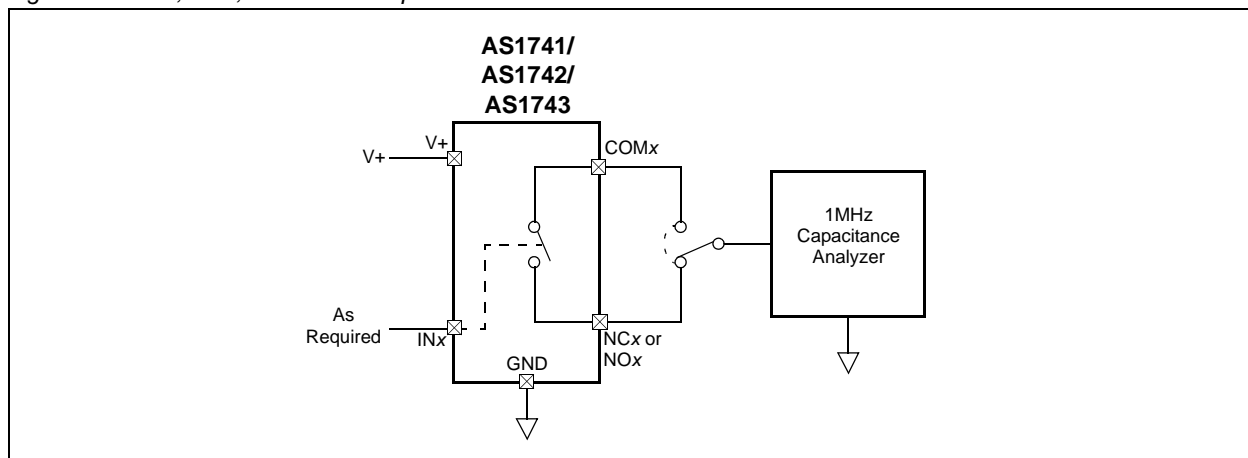 AS1741/
AS1742/
AS1743
V+
V+
COMx
1MHz
Capacitance
Analyzer
As
Required
INx
GND
NCx or
NOx